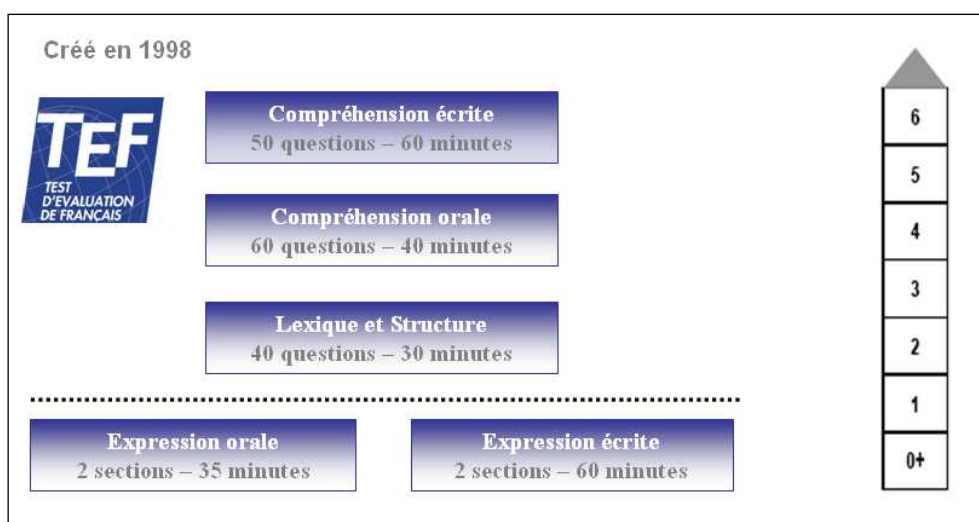 Créé en 1998
TEF
TEST
D'EVALUATION
DE FRANÇAIS
Compréhension écrite
50 questions – 60 minutes
Compréhension orale
60 questions – 40 minutes
Lexique et Structure
40 questions – 30 minutes
Expression orale
2 sections – 35 minutes
Expression écrite
2 sections – 60 minutes
6
5
4
3
2
1
0+